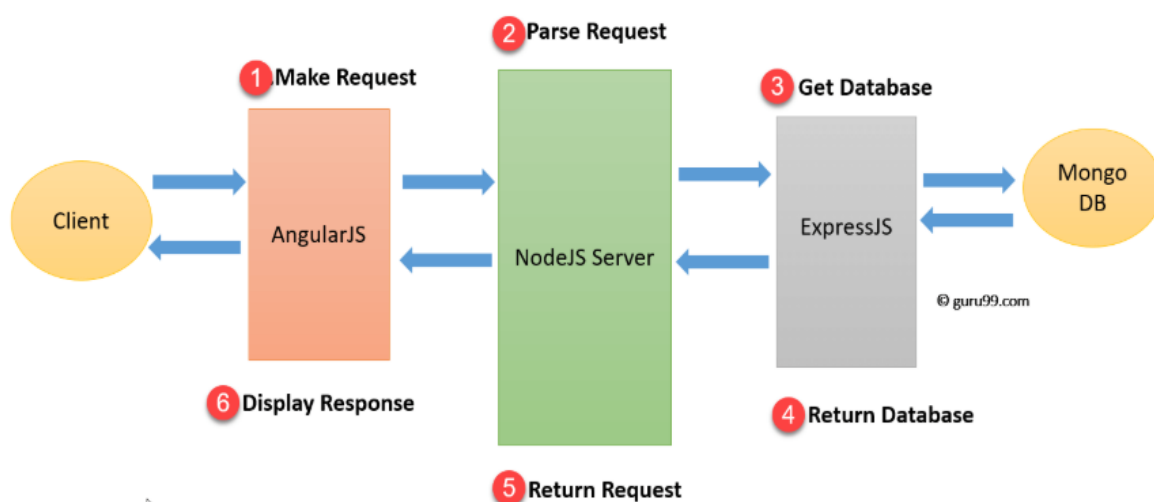 2 Parse Request
1 .Make Request
3 Get Database
Client
AngularJS
NodeJS Server
ExpressJS
Mongo
DB
© guru99.com
6 Display Response
4 Return Database
5 Return Request